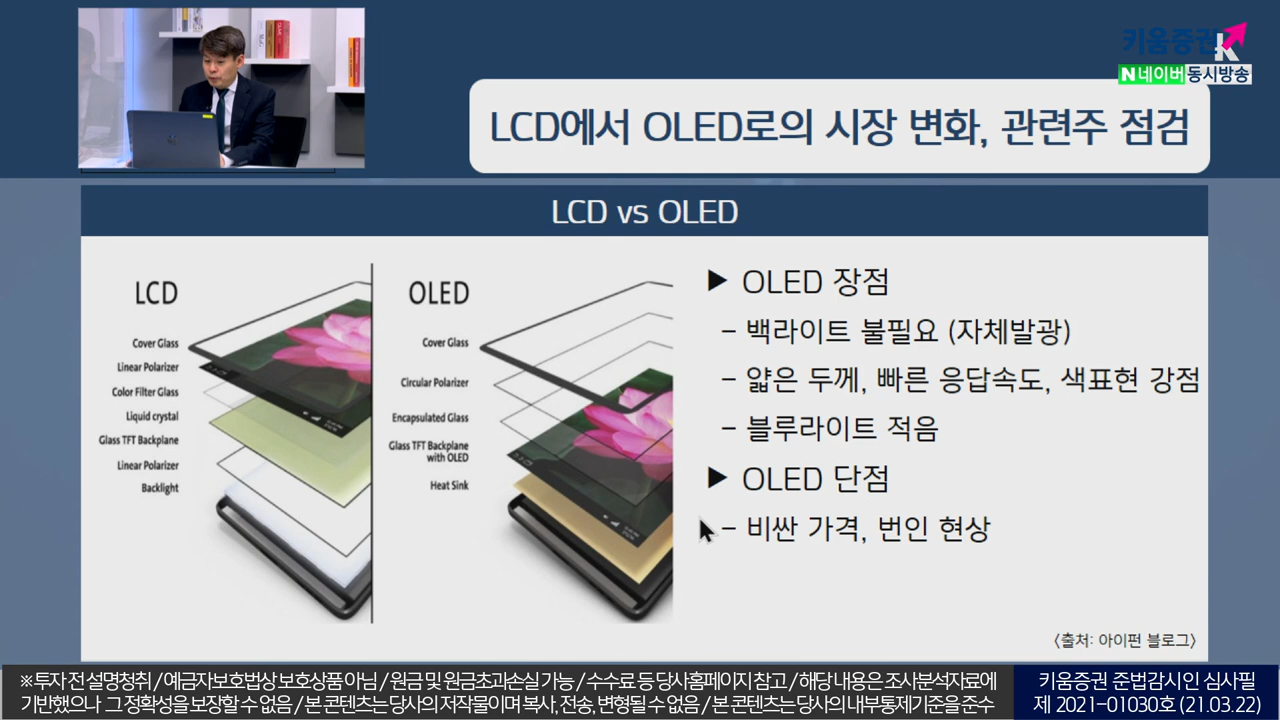 키움증권
N 네이버 동시방송
LCD에서 OLED로의 시장 변화, 관련주 점검
LCD vs OLED
LCD
Cover Glass
Linear Polarizer
Color Filter Glass
Liquid crystal
Glass TFT Backplane
Linear Polarizer
Backlight
OLED
Cover Glass
Circular Polarizer
Encapsulated Glass
Glass TFT Backplane
with OLED
Heat Sink
▶ OLED 장점
– 백라이트 불필요 (자체발광)
– 얇은 두께, 빠른 응답속도, 색표현 강점
– 블루라이트 적음
▶ OLED 단점
– 비싼 가격, 번인 현상
<출처: 아이펀 블로그>
※ 투자 전 설명청취 / 예금자보호법상 보호상품 아님 / 원금 및 원금초과손실 가능 / 수수료 등 당사홈페이지 참고 / 해당 내용은 조사분석자료에
기반했으나 그 정확성을 보장할 수 없음 / 본 콘텐츠는 당사의 저작물이며 복사, 전송, 변형될 수 없음 / 본 콘텐츠는 당사의 내부통제기준을 준수
키움증권 준법감시인 심사필
제 2021-01030호 (21.03.22)